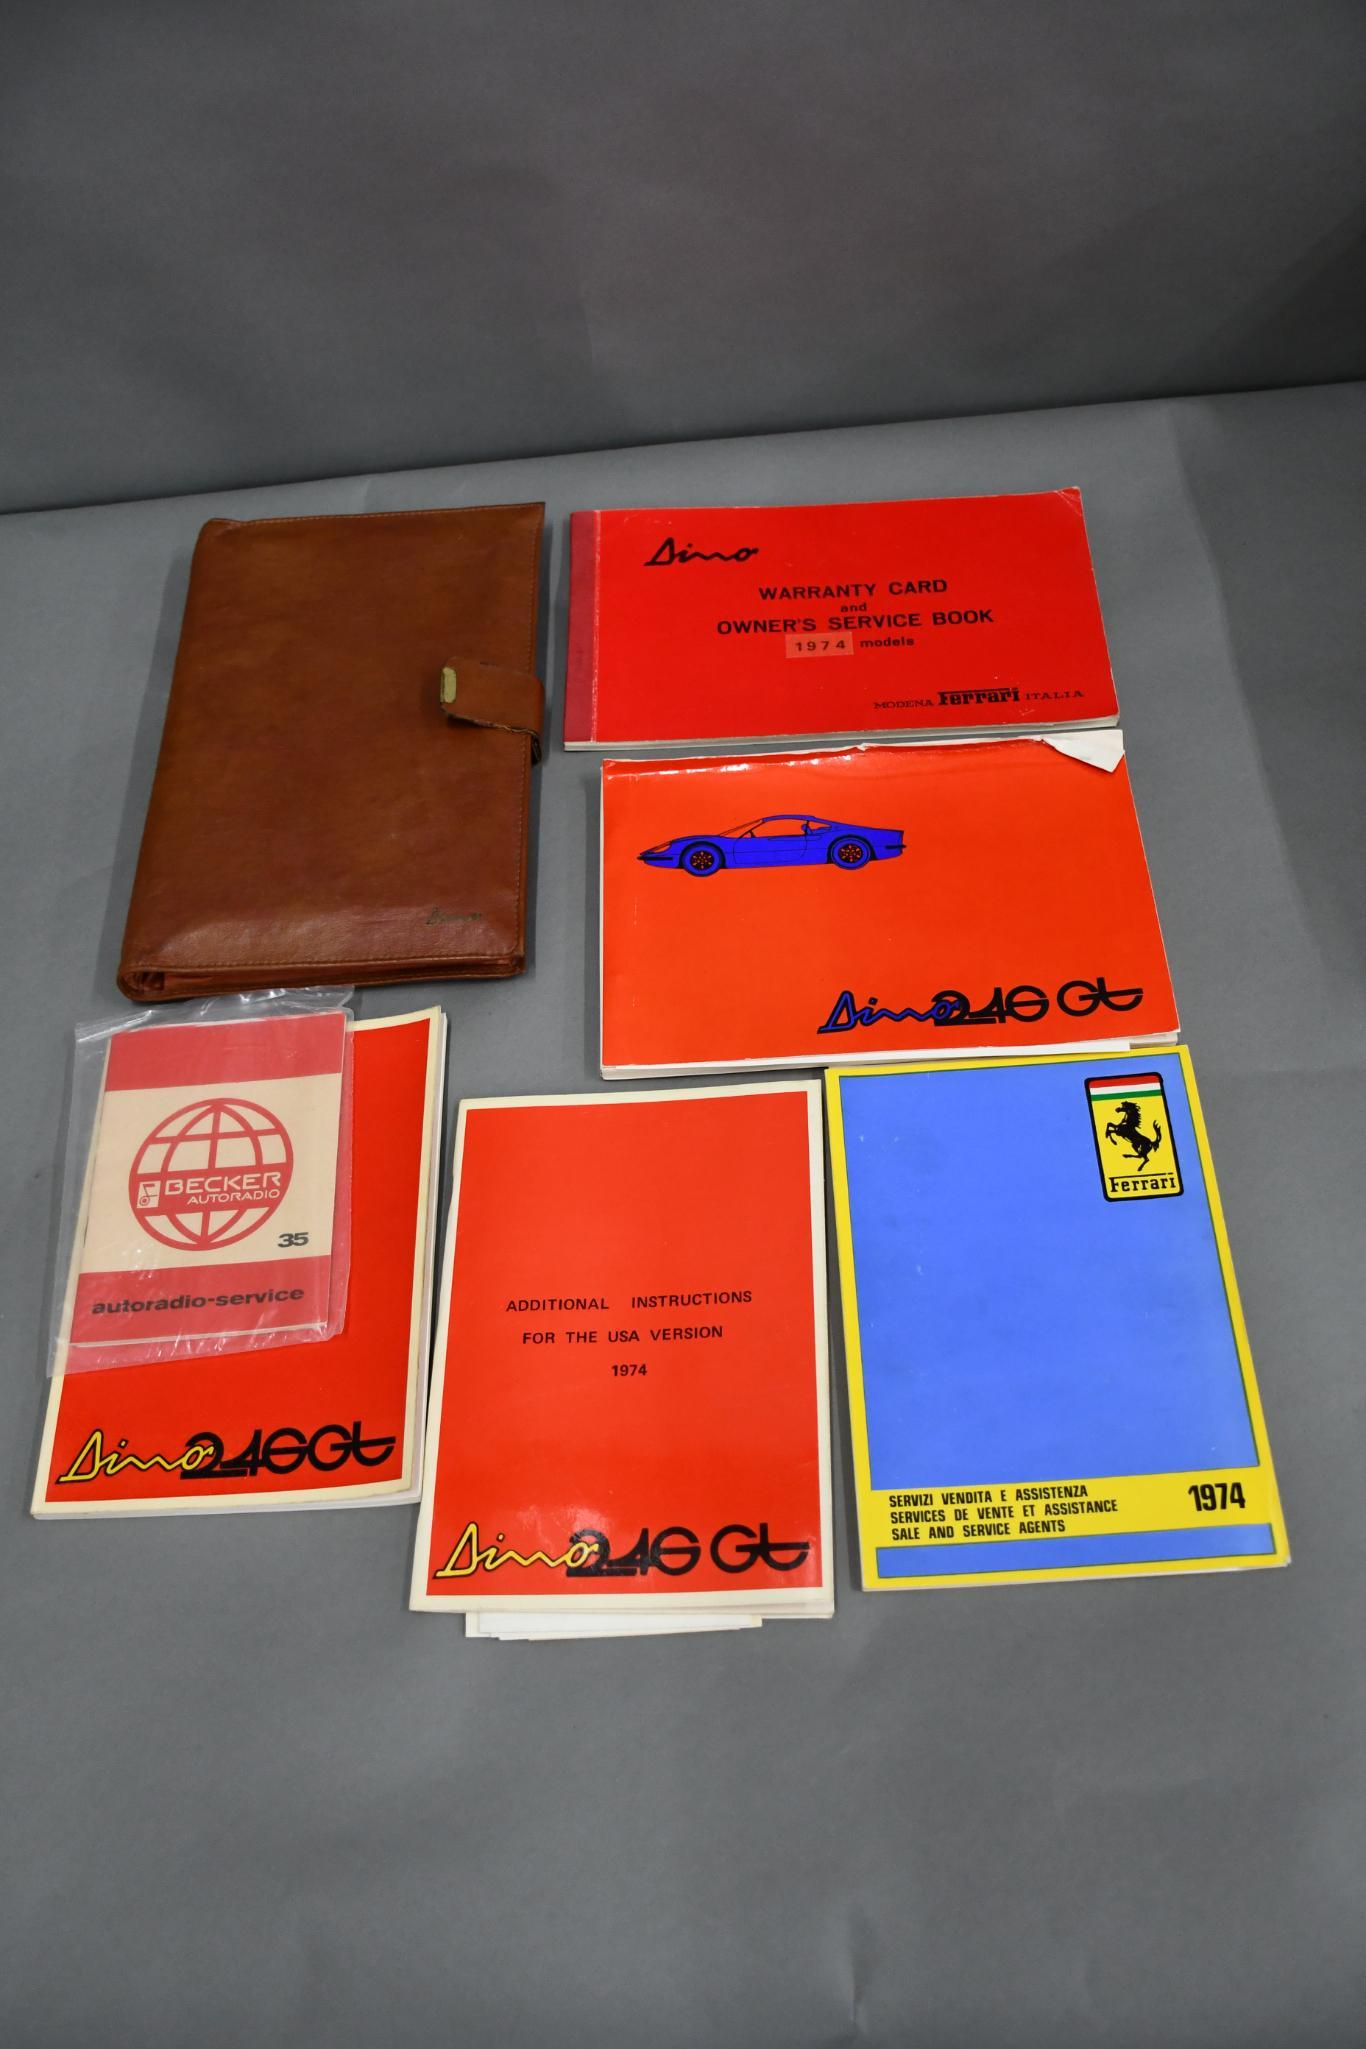 Dino
WARRANTY CARD
and
OWNER'S SERVICE BOOK
1974 models
MODENA Ferrari ITALIA
Dino
Dino 246 GT
BECKER
AUTORADIO
35
autoradio-service
Dino 246 GT
ADDITIONAL INSTRUCTIONS
FOR THE USA VERSION
1974
Dino 246 GT
Ferrari
SERVIZI VENDITA E ASSISTENZA
SERVICES DE VENTE ET ASSISTANCE
SALE AND SERVICE AGENTS
1974